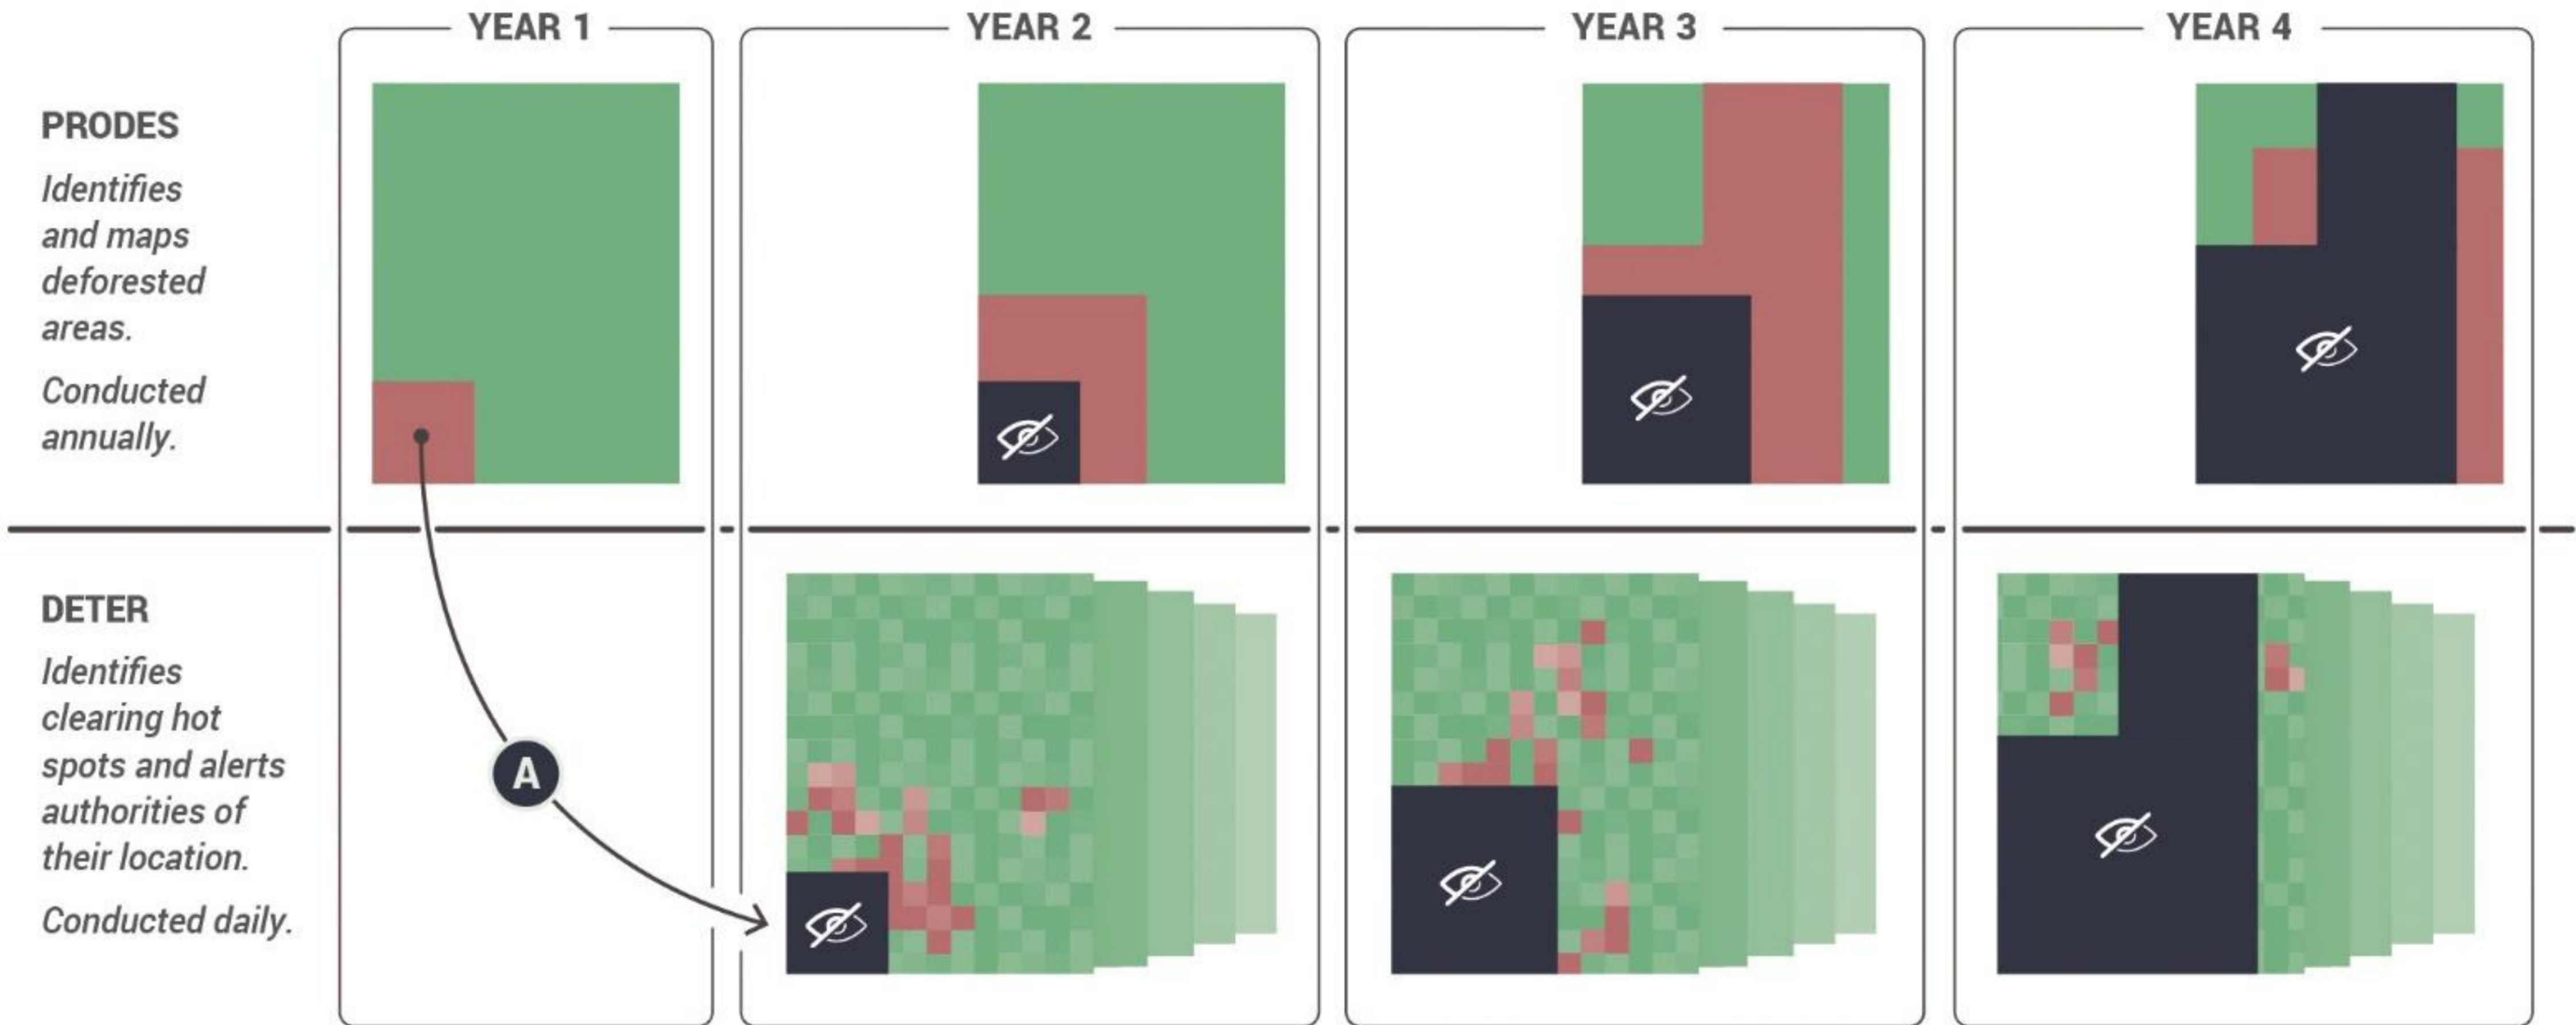 YEAR 1
YEAR 2
YEAR 3
YEAR 4
PRODES
Identifies
and maps
deforested
areas.
Conducted
annually.
DETER
Identifies
clearing hot
spots and alerts
authorities of
their location.
Conducted daily.
A